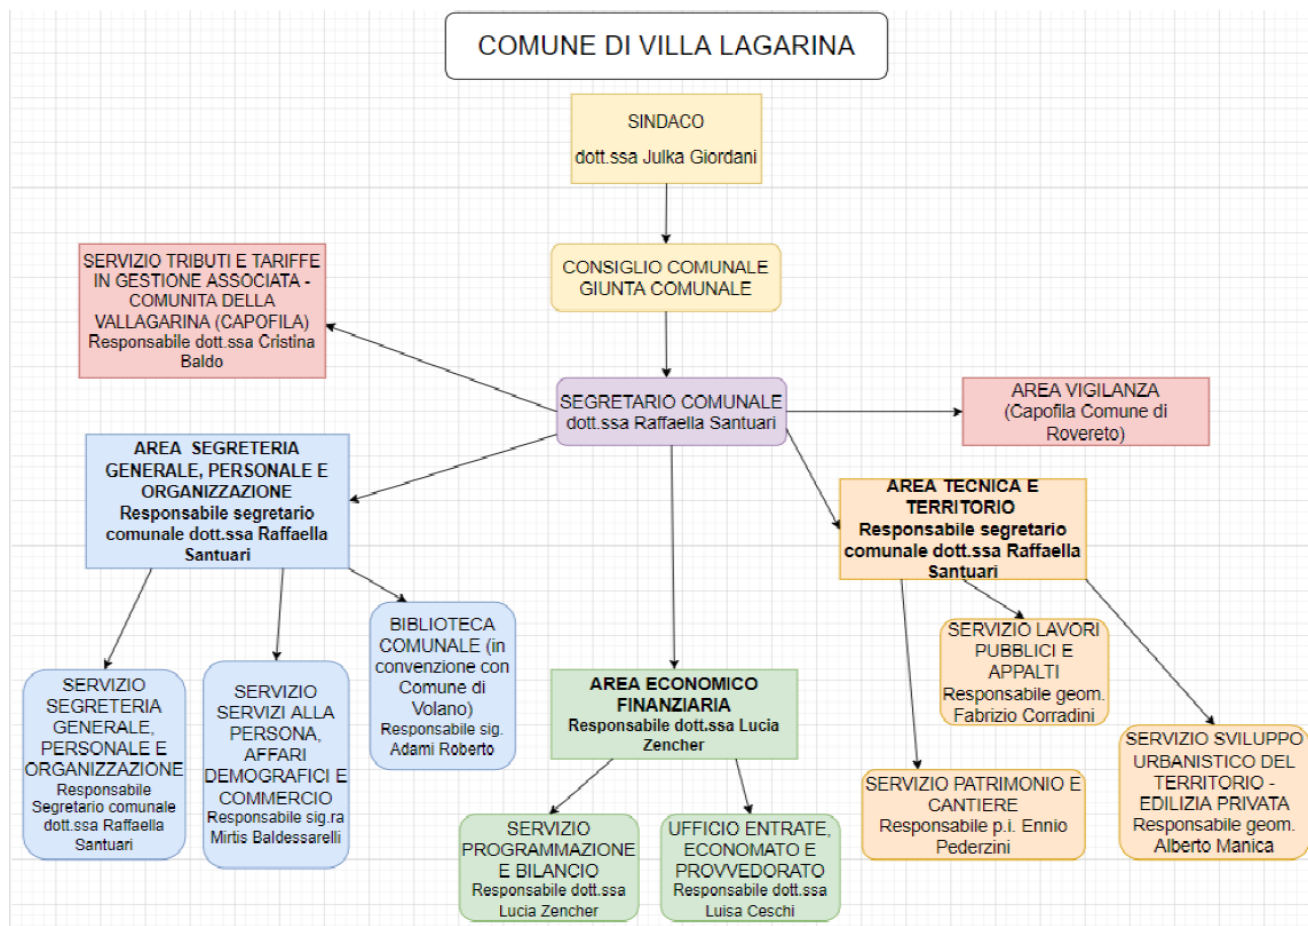 COMUNE DI VILLA LAGARINA
SINDACO
dott.ssa Julka Giordani
CONSIGLIO COMUNALE
GIUNTA COMUNALE
SERVIZIO TRIBUTI E TARIFFE
IN GESTIONE ASSOCIATA -
COMUNITA DELLA
VALLAGARINA (CAPOFILA)
Responsabile dott.ssa Cristina
Baldo
SEGRETARIO COMUNALE
dott.ssa Raffaella Santuari
AREA VIGILANZA
(Capofila Comune di
Rovereto)
AREA SEGRETERIA
GENERALE, PERSONALE E
ORGANIZZAZIONE
Responsabile segretario
comunale dott.ssa Raffaella
Santuari
AREA TECNICA E
TERRITORIO
Responsabile segretario
comunale dott.ssa Raffaella
Santuari
SERVIZIO
SEGRETERIA
GENERALE,
PERSONALE E
ORGANIZZAZIONE
Responsabile
Segretario comunale
dott.ssa Raffaella
Santuari
SERVIZIO
SERVIZI ALLA
PERSONA,
AFFARI
DEMOGRAFICI E
COMMERCIO
Responsabile sig.ra
Mirtis Baldessarelli
BIBLIOTECA
COMUNALE (in
convenzione con
Comune di
Volano)
Responsabile sig.
Adami Roberto
AREA ECONOMICO
FINANZIARIA
Responsabile dott.ssa Lucia
Zencher
SERVIZIO
PROGRAMMAZIONE
E BILANCIO
Responsabile dott.ssa
Lucia Zencher
UFFICIO ENTRATE,
ECONOMATO E
PROVVEDORATO
Responsabile dott.ssa
Luisa Ceschi
SERVIZIO PATRIMONIO E
CANTIERE
Responsabile p.i. Ennio
Pederzini
SERVIZIO LAVORI
PUBBLICI E
APPALTI
Responsabile geom.
Fabrizio Corradini
SERVIZIO SVILUPPO
URBANISTICO DEL
TERRITORIO -
EDILIZIA PRIVATA
Responsabile geom.
Alberto Manica